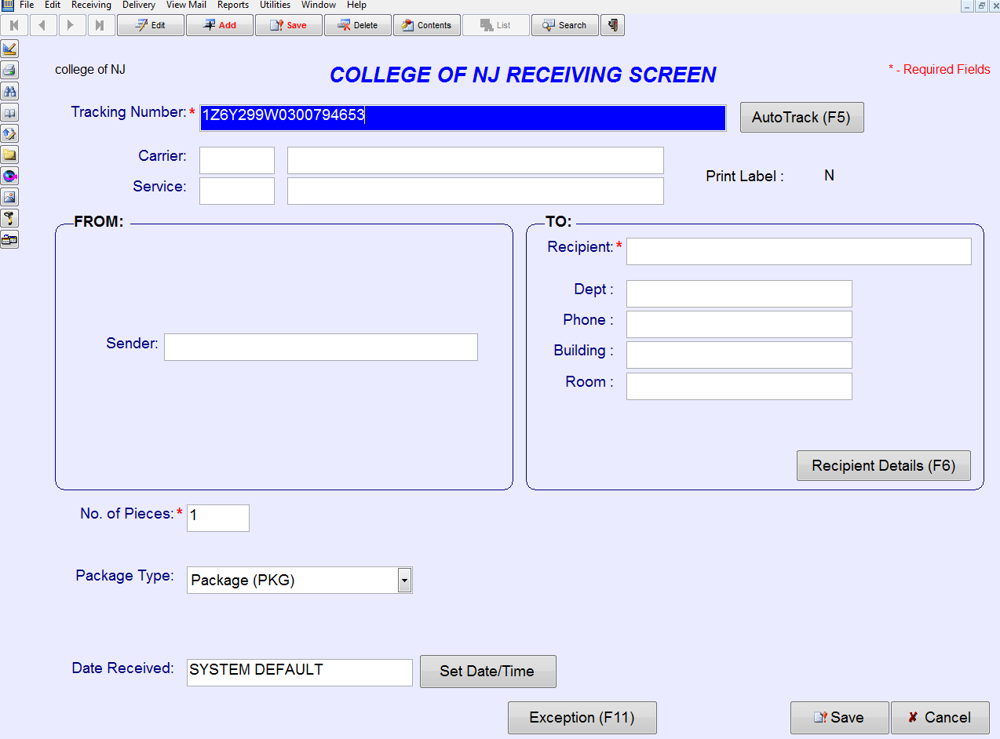 File Edit Receiving Delivery View Mail Reports Utilities Window Help
Edit Add Save Delete Contents List Search
college of NJ
COLLEGE OF NJ RECEIVING SCREEN
* - Required Fields
Tracking Number:* 1Z6Y299W0300794653 AutoTrack (F5)
Carrier:
Print Label : N
Service:
FROM:
Sender:
TO:
Recipient:*
Dept :
Phone :
Building :
Room :
Recipient Details (F6)
No. of Pieces:* 1
Package Type: Package (PKG)
Date Received: SYSTEM DEFAULT Set Date/Time
Exception (F11) Save Cancel